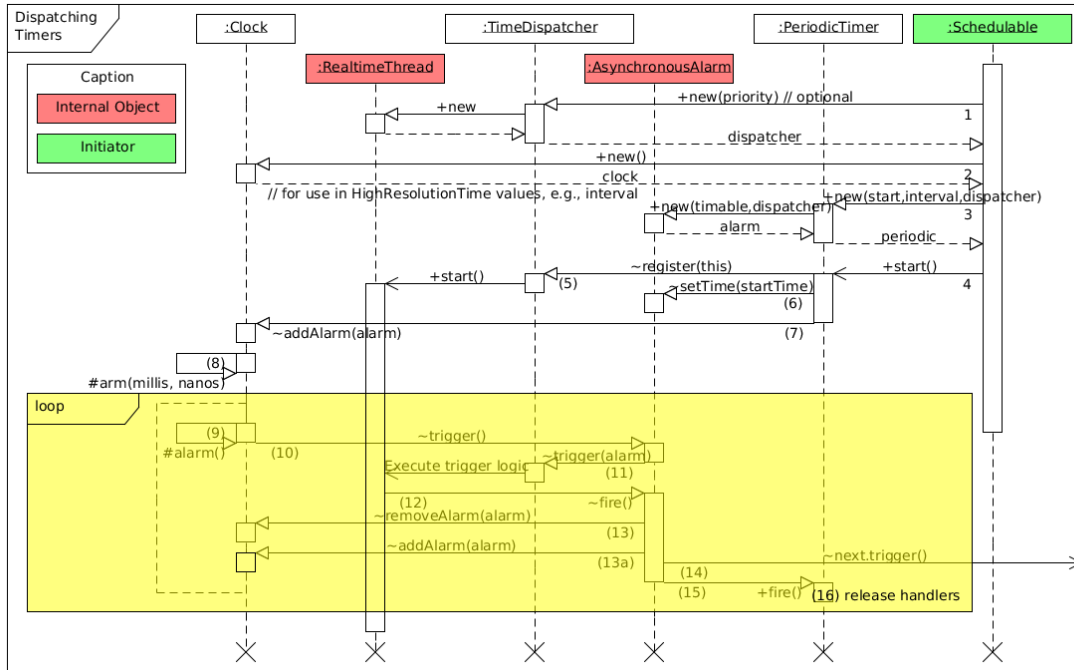 Dispatching
Timers
:Clock
:TimeDispatcher
:PeriodicTimer
:Schedulable
:RealtimeThread
:AsynchronousAlarm
Caption
Internal Object
Initiator
+new(priority) // optional
1
+new
dispatcher
+new()
2
clock
// for use in HighResolutionTime values, e.g., interval
+new(start,interval,dispatcher)
3
+new(timable,dispatcher)
alarm
periodic
+start()
4
~register(this)
(5)
+start()
~setTime(startTime)
(6)
~addAlarm(alarm)
(7)
(8)
#arm(millis, nanos)
loop
(9)
#alarm()
~trigger()
(10)
~trigger(alarm)
(11)
Execute trigger logic
(12)
~fire()
~removeAlarm(alarm)
(13)
~addAlarm(alarm)
(13a)
~next.trigger()
(14)
(15)
+fire()
(16) release handlers